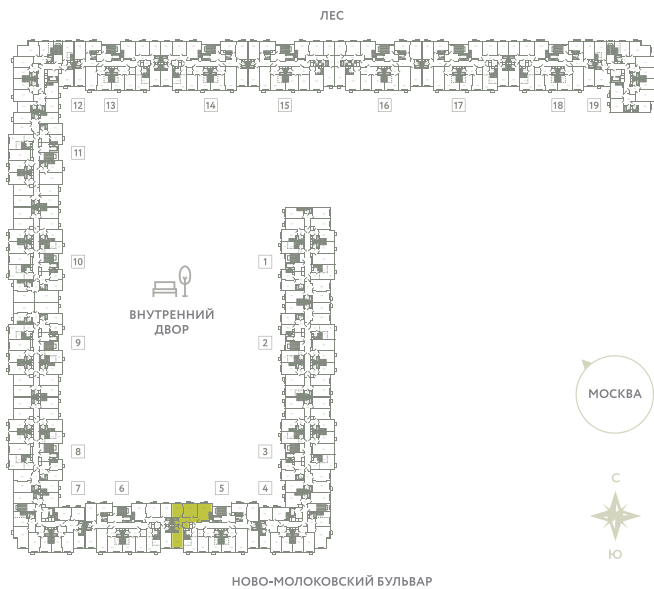 ЛЕС
12 13 14 15 16 17 18 19
11
10 1
ВНУТРЕННИЙ
ДВОР
9 2
МОСКВА
8 3
7 6 5 4
С
Ю
НОВО-МОЛОКОВСКИЙ БУЛЬВАР